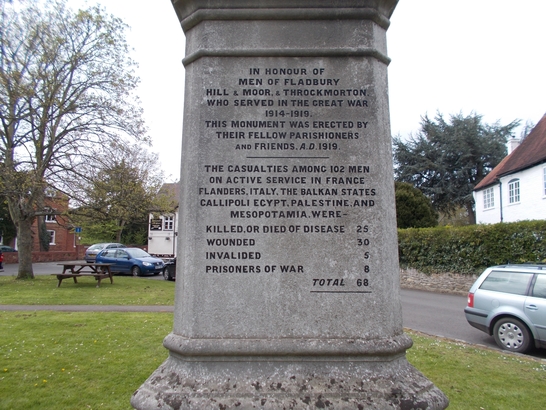 IN HONOUR OF
MEN OF FLADBURY
HILL & MOOR, & THROCKMORTON
WHO SERVED IN THE GREAT WAR
1914-1919.
THIS MONUMENT WAS ERECTED BY
THEIR FELLOW PARISHIONERS
AND FRIENDS, A.D. 1919.
THE CASUALTIES AMONG 102 MEN
ON ACTIVE SERVICE IN FRANCE
FLANDERS, ITALY, THE BALKAN STATES,
GALLIPOLI EGYPT, PALESTINE, AND
MESOPOTAMIA, WERE-
KILLED, OR DIED OF DISEASE 25
WOUNDED 30
INVALIDED 5
PRISONERS OF WAR 8
TOTAL 68